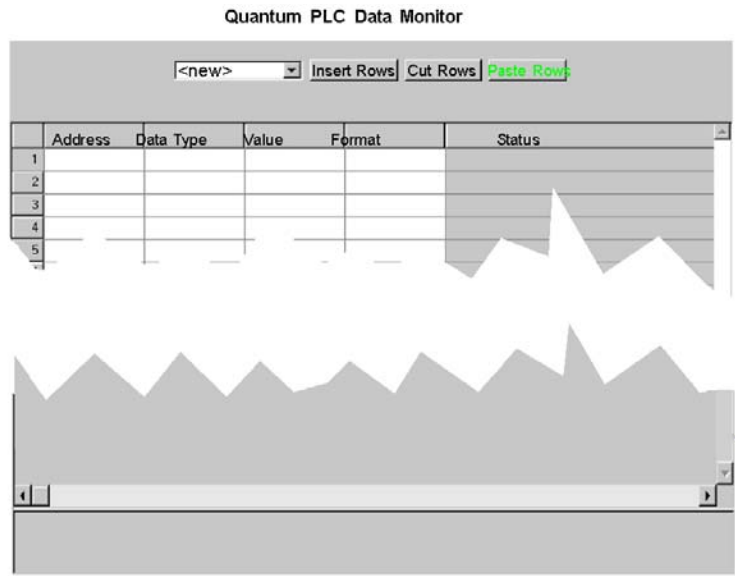 Quantum PLC Data Monitor
<new> Insert Rows Cut Rows Paste Rows
Address Data Type Value Format Status
1
2
3
4
5